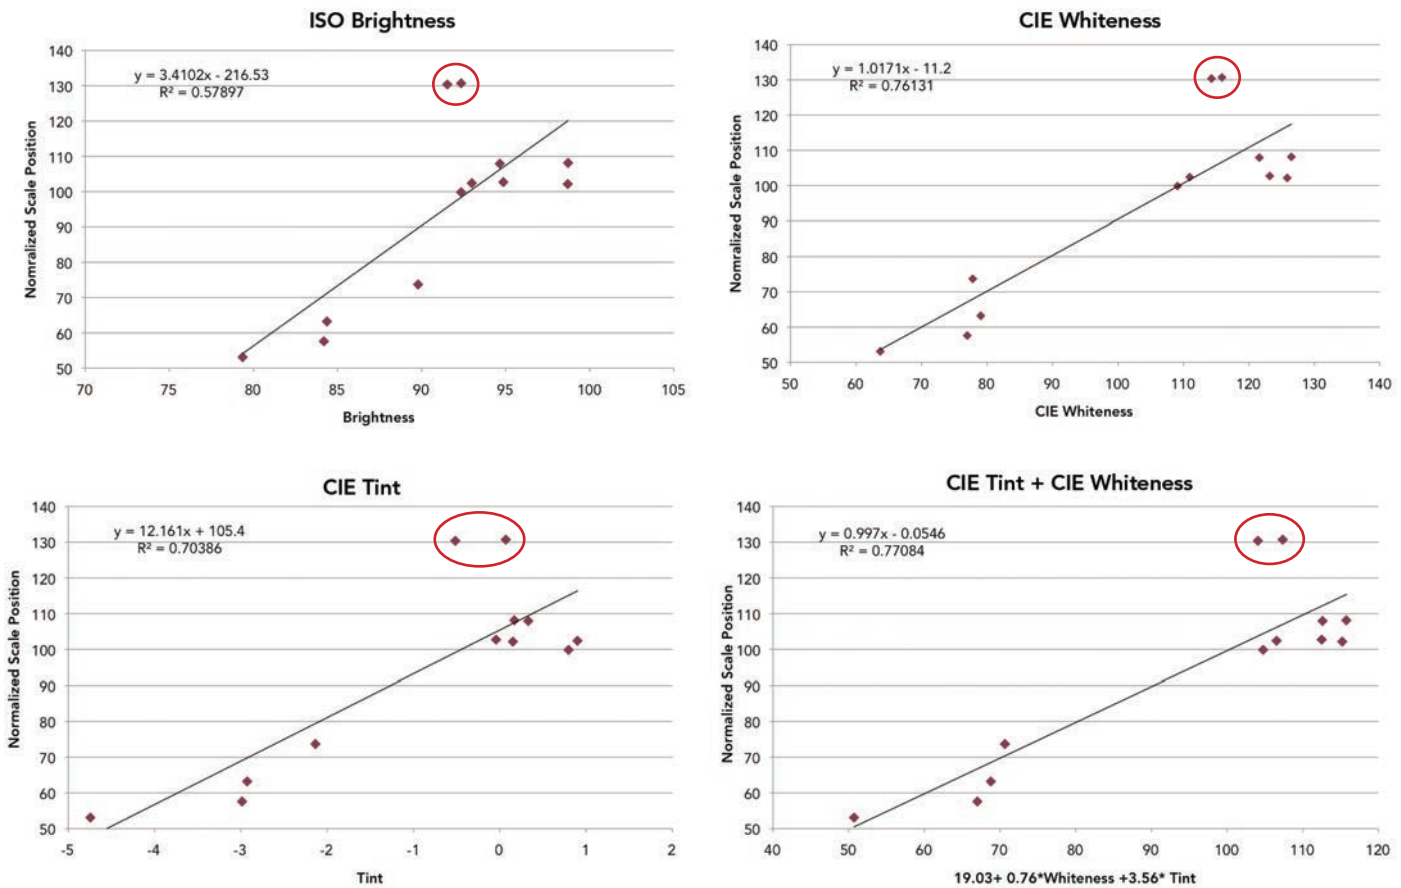 ISO Brightness
140
130
120
110
100
90
80
70
60
50
y = 3.4102x - 216.53
R² = 0.57897
Nomralized Scale Position
70 75 80 85 90 95 100 105
Brightness
CIE Whiteness
140
130
120
110
100
90
80
70
60
50
y = 1.0171x - 11.2
R² = 0.76131
Nomralized Scale Position
50 60 70 80 90 100 110 120 130 140
CIE Whiteness
CIE Tint
140
130
120
110
100
90
80
70
60
50
y = 12.161x + 105.4
R² = 0.70386
Normalized Scale Position
-5 -4 -3 -2 -1 0 1 2
Tint
CIE Tint + CIE Whiteness
140
130
120
110
100
90
80
70
60
50
y = 0.997x - 0.0546
R² = 0.77084
Normalized Scale Position
40 50 60 70 80 90 100 110 120
19.03+ 0.76*Whiteness +3.56* Tint